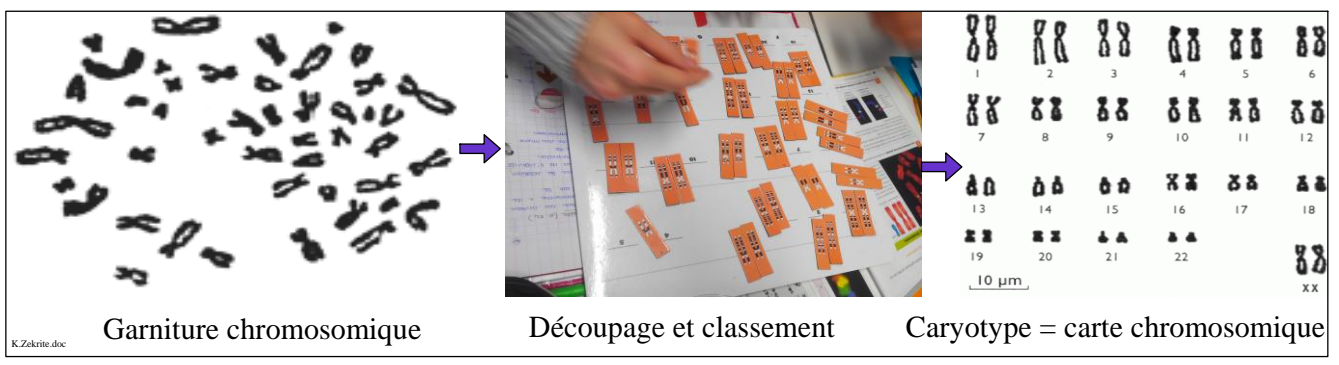 1 2 3 4 5 6
7 8 9 10 11 12
13 14 15 16 17 18
19 20 21 22
10 µm
XX
Garniture chromosomique
Découpage et classement
Caryotype = carte chromosomique
K.Zekrite.doc